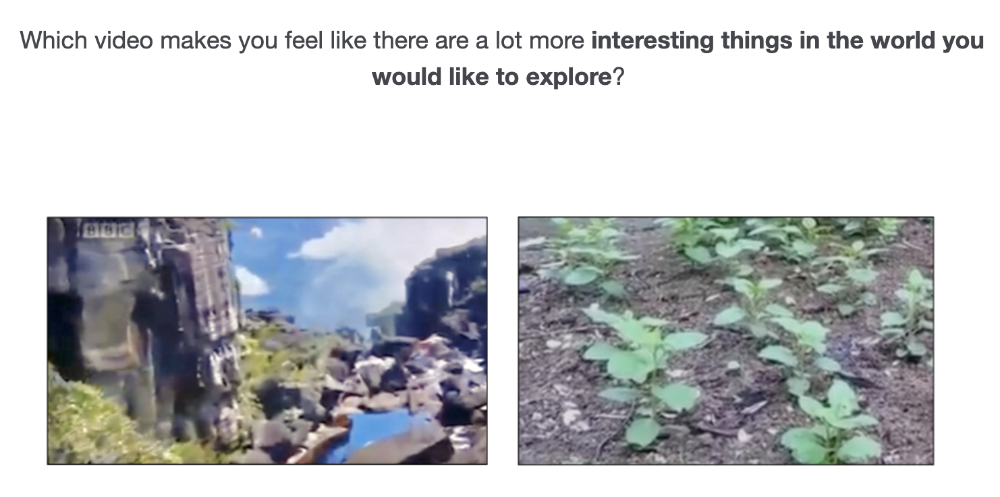 Which video makes you feel like there are a lot more interesting things in the world you
would like to explore?
BBC